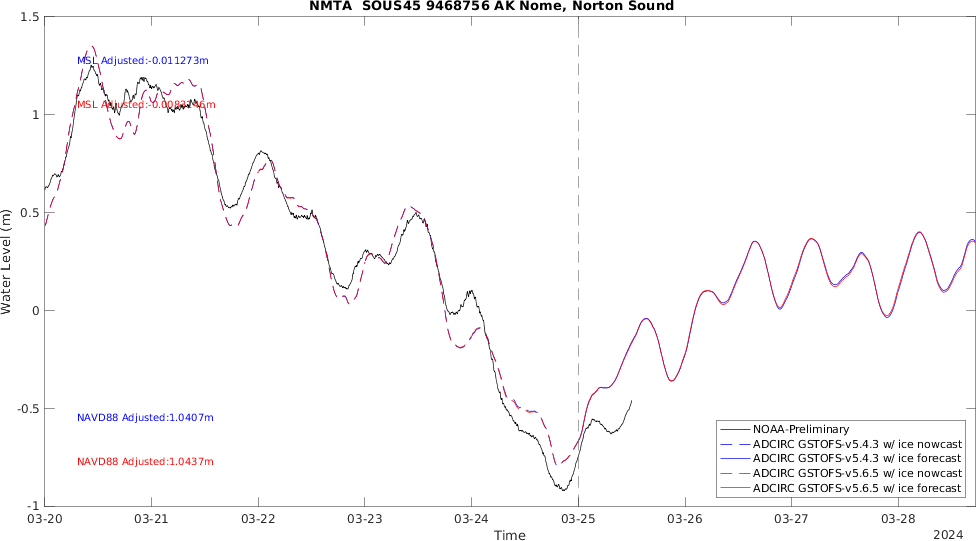 NMTA SOUS45 9468756 AK Nome, Norton Sound
1.5
MSL Adjusted:-0.011273m
MSL Adjusted:
1
0.5
Water Level (m)
0
-0.5
NAVD88 Adjusted:1.0407m
NAVD88 Adjusted:1.0437m
-1
NOAA-Preliminary
ADCIRC GSTOFS-v5.4.3 w/ ice nowcast
ADCIRC GSTOFS-v5.4.3 w/ ice forecast
ADCIRC GSTOFS-v5.6.5 w/ ice nowcast
ADCIRC GSTOFS-v5.6.5 w/ ice forecast
03-20 03-21 03-22 03-23 03-24 03-25 03-26 03-27 03-28
Time
2024